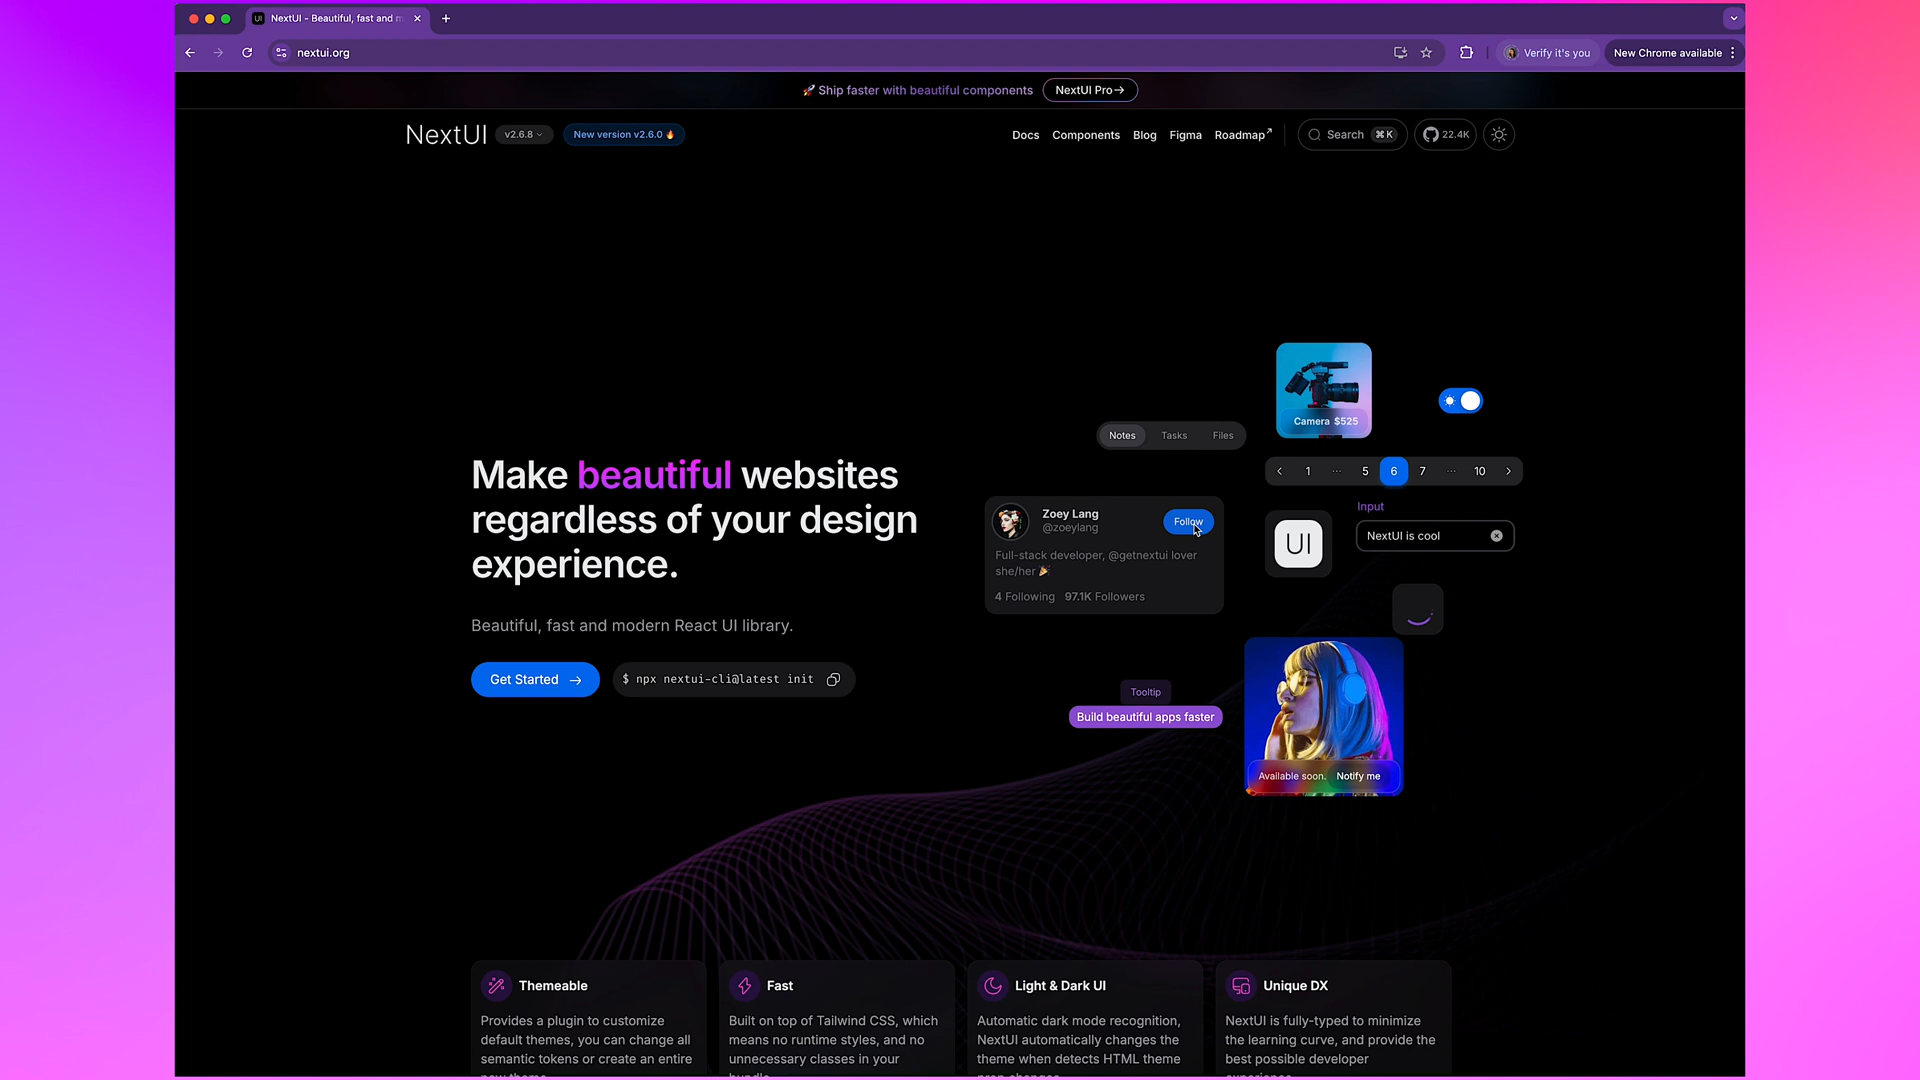 NextUI - Beautiful, fast and m
nextui.org
Verify it's you
New Chrome available
🚀 Ship faster with beautiful components
NextUI Pro→
NextUI
v2.6.8
New version v2.6.0 🔥
Docs
Components
Blog
Figma
Roadmap↗
Search
⌘K
22.4K
Camera $525
Notes
Tasks
Files
< 1 ... 5 6 7 ... 10 >
Make beautiful websites
regardless of your design
experience.
Zoey Lang
@zoeylang
Follow
Full-stack developer, @getnextui lover
she/her 🎉
4 Following 97.1K Followers
UI
Input
NextUI is cool
Beautiful, fast and modern React UI library.
Get Started →
$ npx nextui-cli@latest init
Tooltip
Build beautiful apps faster
Available soon.
Notify me
Themeable
Provides a plugin to customize
default themes, you can change all
semantic tokens or create an entire
Fast
Built on top of Tailwind CSS, which
means no runtime styles, and no
unnecessary classes in your
Light & Dark UI
Automatic dark mode recognition,
NextUI automatically changes the
theme when detects HTML theme
Unique DX
NextUI is fully-typed to minimize
the learning curve, and provide the
best possible developer